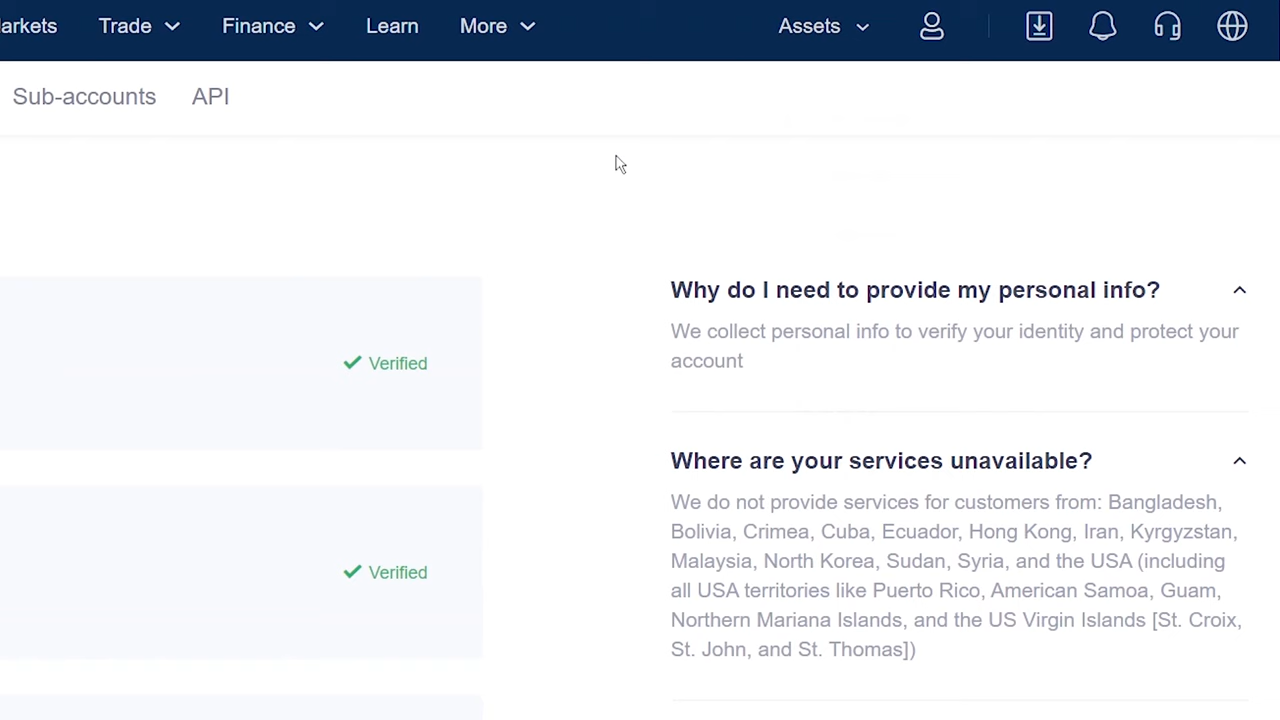 arkets Trade Finance Learn More Assets
Sub-accounts API
Verified
Verified
Why do I need to provide my personal info?
We collect personal info to verify your identity and protect your
account
Where are your services unavailable?
We do not provide services for customers from: Bangladesh,
Bolivia, Crimea, Cuba, Ecuador, Hong Kong, Iran, Kyrgyzstan,
Malaysia, North Korea, Sudan, Syria, and the USA (including
all USA territories like Puerto Rico, American Samoa, Guam,
Northern Mariana Islands, and the US Virgin Islands [St. Croix,
St. John, and St. Thomas])